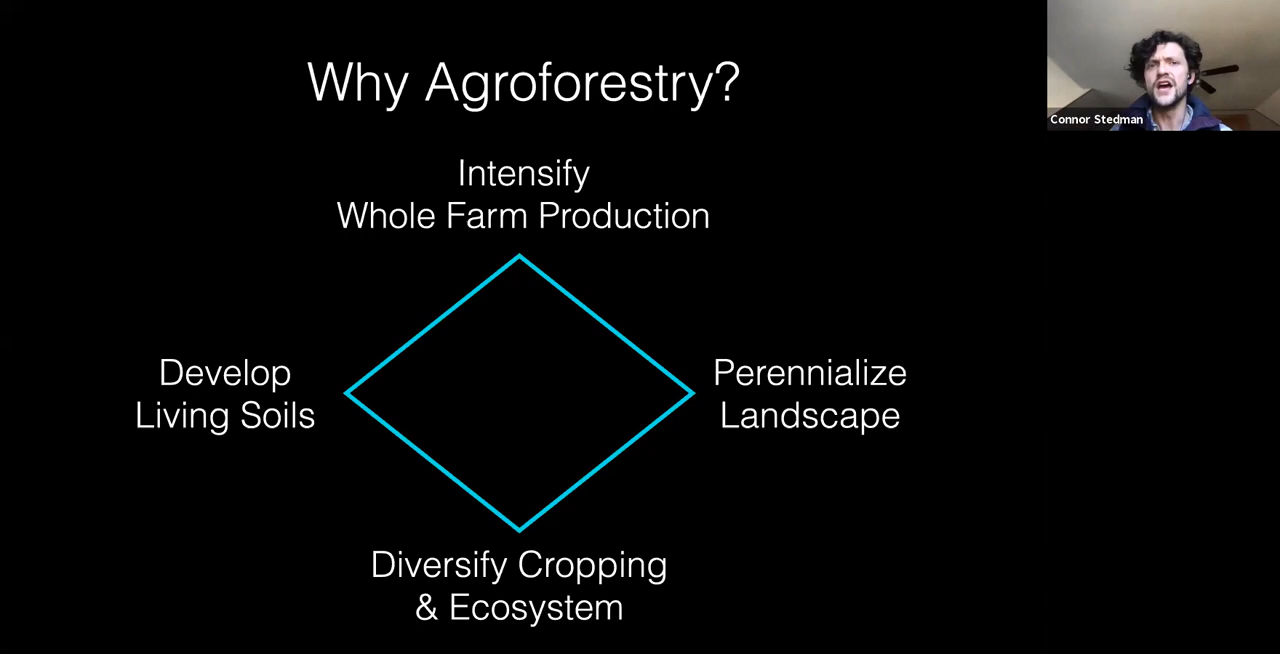 Why Agroforestry?
Connor Stedman
Intensify
Whole Farm Production
Develop
Living Soils
Perennialize
Landscape
Diversify Cropping
& Ecosystem